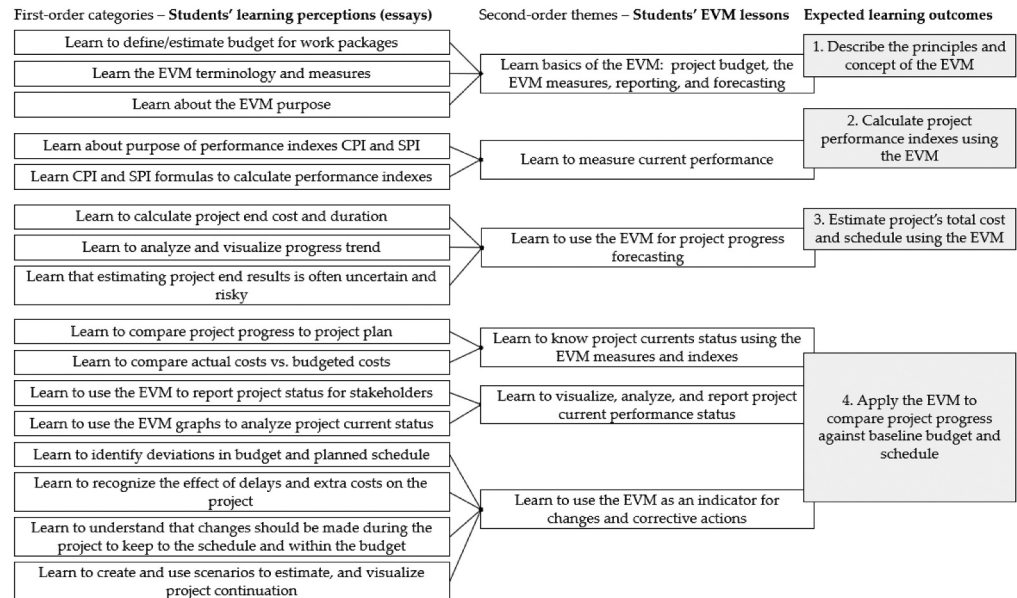 First-order categories – Students' learning perceptions (essays)
Learn to define/estimate budget for work packages
Learn the EVM terminology and measures
Learn about the EVM purpose
Learn about purpose of performance indexes CPI and SPI
Learn CPI and SPI formulas to calculate performance indexes
Learn to calculate project end cost and duration
Learn to analyze and visualize progress trend
Learn that estimating project end results is often uncertain and
risky
Learn to compare project progress to project plan
Learn to compare actual costs vs. budgeted costs
Learn to use the EVM to report project status for stakeholders
Learn to use the EVM graphs to analyze project current status
Learn to identify deviations in budget and planned schedule
Learn to recognize the effect of delays and extra costs on the
project
Learn to understand that changes should be made during the
project to keep to the schedule and within the budget
Learn to create and use scenarios to estimate, and visualize
project continuation
Second-order themes – Students' EVM lessons
Learn basics of the EVM:  project budget, the
EVM measures, reporting, and forecasting
Learn to measure current performance
Learn to use the EVM for project progress
forecasting
Learn to know project currents status using the
EVM measures and indexes
Learn to visualize, analyze, and report project
current performance status
Learn to use the EVM as an indicator for
changes and corrective actions
Expected learning outcomes
1. Describe the principles and
concept of the EVM
2. Calculate project
performance indexes using
the EVM
3. Estimate project's total cost
and schedule using the EVM
4. Apply the EVM to
compare project progress
against baseline budget and
schedule